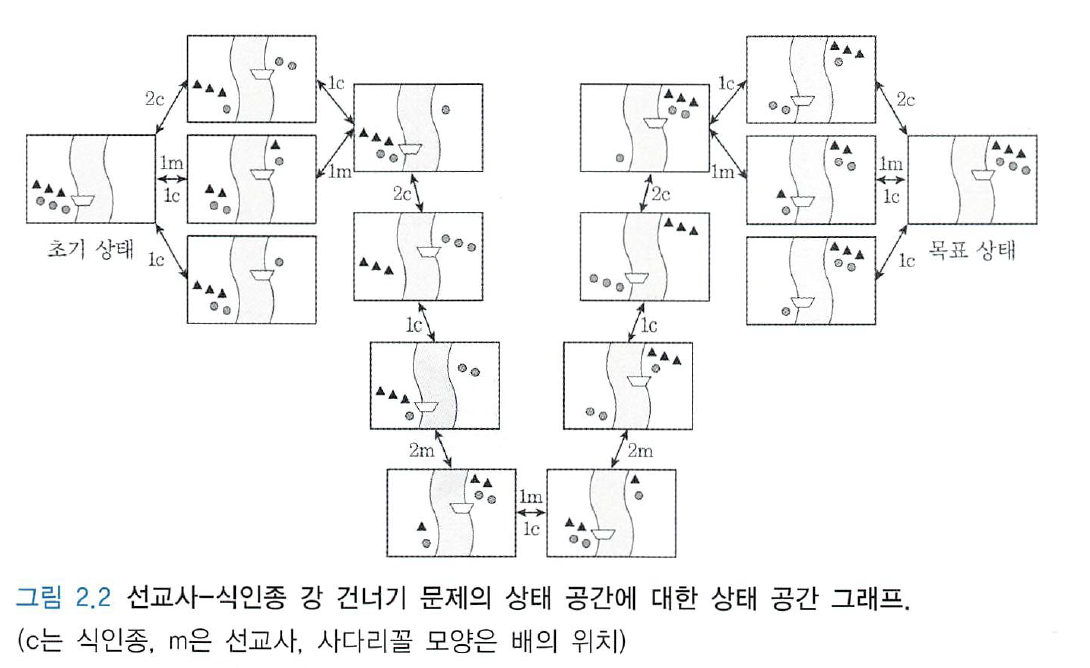 2c
1c
1m
1c
1m
1c
2c
1c
2m
1m
1c
2m
1c
2c
1c
1m
2c
1m
1c
1c
초기 상태
목표 상태
그림 2.2 선교사-식인종 강 건너기 문제의 상태 공간에 대한 상태 공간 그래프.
(c는 식인종, m은 선교사, 사다리꼴 모양은 배의 위치)